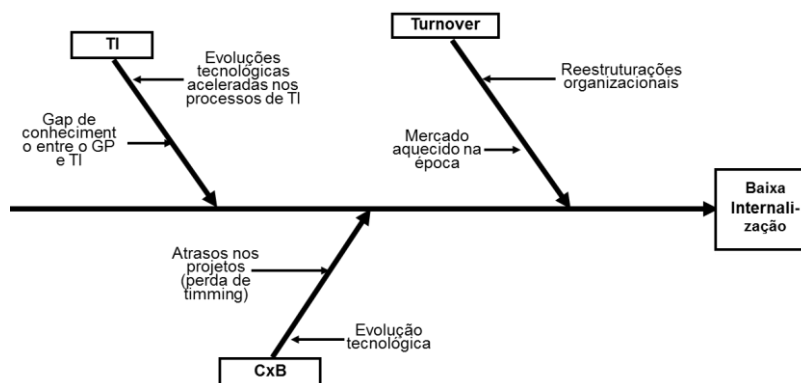 TI
Evoluções
tecnológicas
aceleradas nos
processos de TI
Gap de
conheciment
o entre o GP
e TI
Turnover
Reestruturações
organizacionais
Mercado
aquecido na
época
Baixa
Internali-
zação
Atrasos nos
projetos
(perda de
timming)
Evolução
tecnológica
CxB